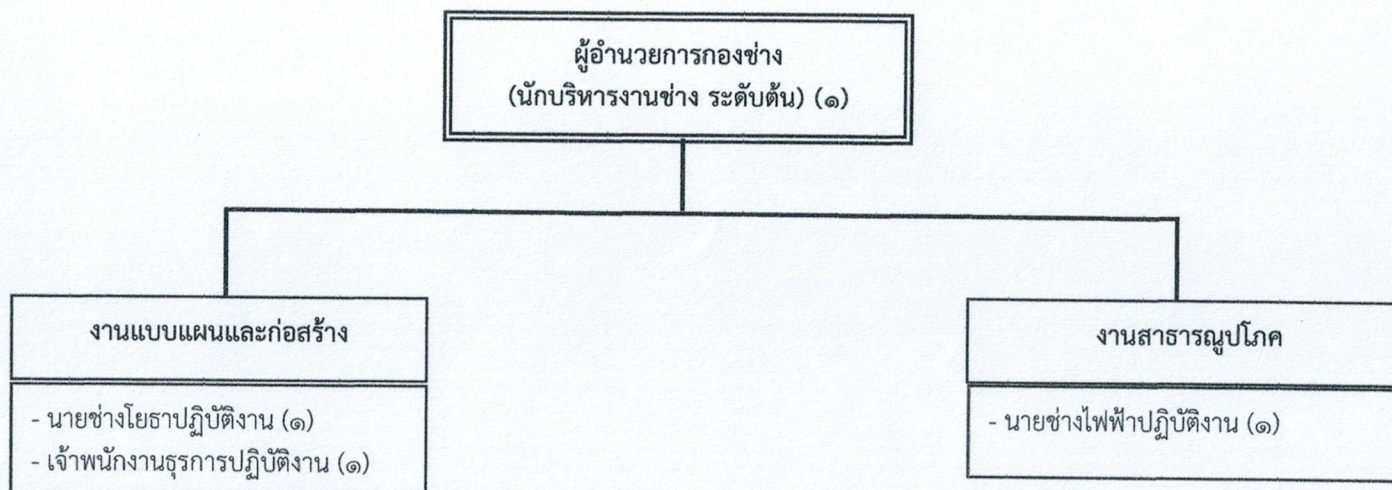 ผู้อำนวยการกองช่าง
(นักบริหารงานช่าง ระดับต้น) (๑)
งานแบบแผนและก่อสร้าง
- นายช่างโยธาปฏิบัติงาน (๑)
- เจ้าพนักงานธุรการปฏิบัติงาน (๑)
งานสาธารณูปโภค
- นายช่างไฟฟ้าปฏิบัติงาน (๑)